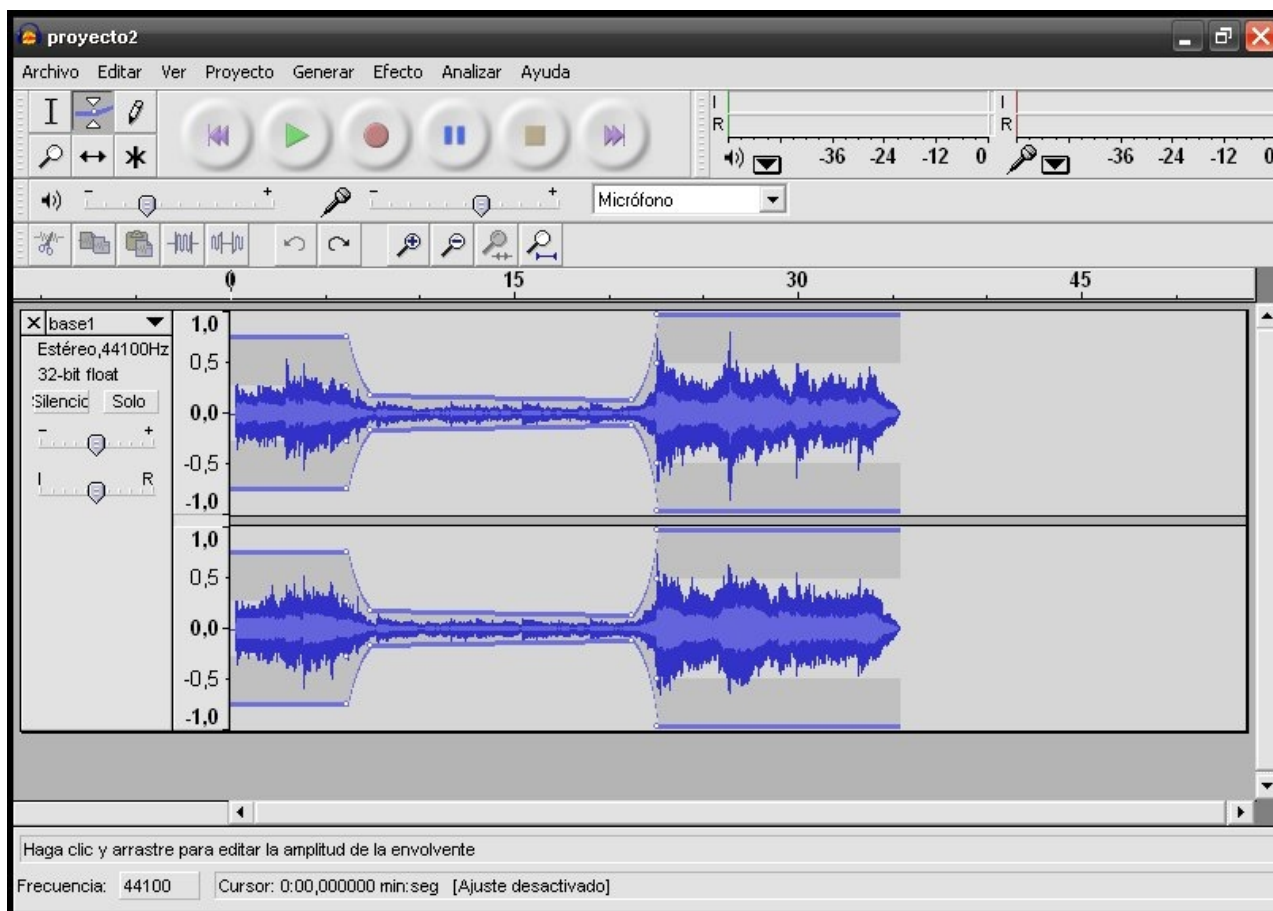 proyecto2
Archivo Editar Ver Proyecto Generar Efecto Analizar Ayuda
I I
R R
-36 -24 -12 0 -36 -24 -12 0
- + - + Micrófono
0 15 30 45
base1
Estéreo,44100Hz
32-bit float
Silencio Solo
- +
I R
1,0
0,5
0,0
-0,5
-1,0
1,0
0,5
0,0
-0,5
-1,0
Haga clic y arrastre para editar la amplitud de la envolvente
Frecuencia: 44100 Cursor: 0:00,000000 min:seg [Ajuste desactivado]